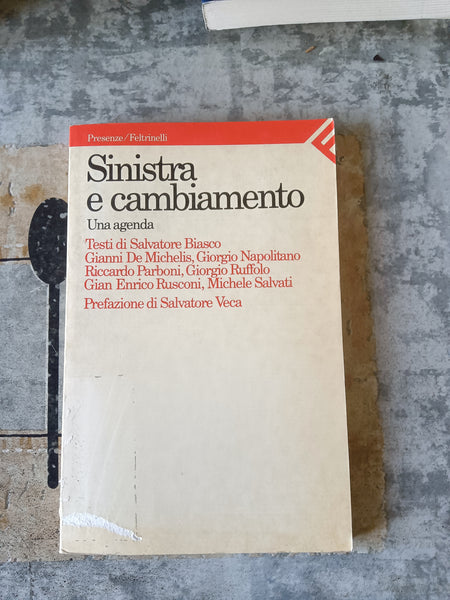 Presenze/Feltrinelli
Sinistra
e cambiamento
Una agenda
Testi di Salvatore Biasco
Gianni De Michelis, Giorgio Napolitano
Riccardo Parboni, Giorgio Ruffolo
Gian Enrico Rusconi, Michele Salvati
Prefazione di Salvatore Veca